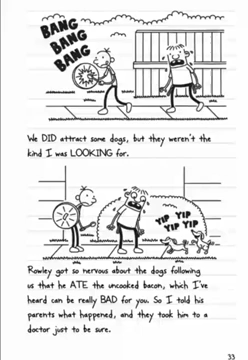 BANG
BANG
BANG
We DID attract some dogs, but they weren't the
kind I was LOOKING for.
YIP YIP
YIP YIP
Rowley got so nervous about the dogs following
us that he ATE the uncooked bacon, which I've
heard can be really BAD for you. So I told his
parents what happened, and they took him to a
doctor just to be sure.
33